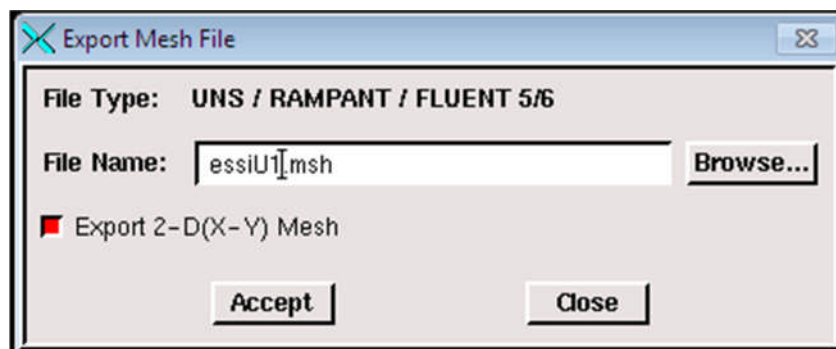 Export Mesh File
File Type: UNS / RAMPANT / FLUENT 5/6
File Name: essiU1.msh Browse...
Export 2-D(X-Y) Mesh
Accept Close